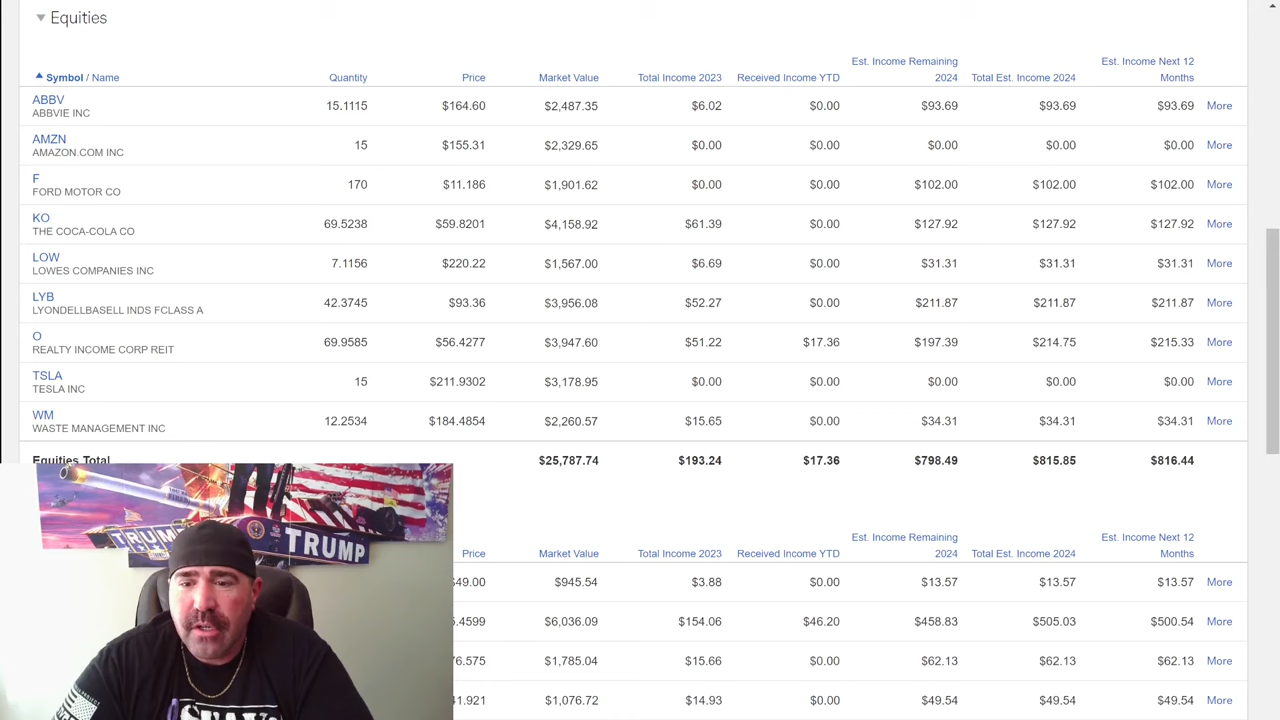 Equities
Est. Income Remaining Est. Income Next 12
Symbol / Name Quantity Price Market Value Total Income 2023 Received Income YTD 2024 Total Est. Income 2024 Months
ABBV 15.1115 $164.60 $2,487.35 $6.02 $0.00 $93.69 $93.69 $93.69 More
ABBVIE INC
AMZN 15 $155.31 $2,329.65 $0.00 $0.00 $0.00 $0.00 $0.00 More
AMAZON.COM INC
F 170 $11.186 $1,901.62 $0.00 $0.00 $102.00 $102.00 $102.00 More
FORD MOTOR CO
KO 69.5238 $59.8201 $4,158.92 $61.39 $0.00 $127.92 $127.92 $127.92 More
THE COCA-COLA CO
LOW 7.1156 $220.22 $1,567.00 $6.69 $0.00 $31.31 $31.31 $31.31 More
LOWES COMPANIES INC
LYB 42.3745 $93.36 $3,956.08 $52.27 $0.00 $211.87 $211.87 $211.87 More
LYONDELLBASELL INDS FCLASS A
O 69.9585 $56.4277 $3,947.60 $51.22 $17.36 $197.39 $214.75 $215.33 More
REALTY INCOME CORP REIT
TSLA 15 $211.9302 $3,178.95 $0.00 $0.00 $0.00 $0.00 $0.00 More
TESLA INC
WM 12.2534 $184.4854 $2,260.57 $15.65 $0.00 $34.31 $34.31 $34.31 More
WASTE MANAGEMENT INC
Equities Total $25,787.74 $193.24 $17.36 $798.49 $815.85 $816.44
TRUMP TRUMP
Est. Income Remaining Est. Income Next 12
Price Market Value Total Income 2023 Received Income YTD 2024 Total Est. Income 2024 Months
49.00 $945.54 $3.88 $0.00 $13.57 $13.57 $13.57 More
.4599 $6,036.09 $154.06 $46.20 $458.83 $505.03 $500.54 More
76.575 $1,785.04 $15.66 $0.00 $62.13 $62.13 $62.13 More
41.921 $1,076.72 $14.93 $0.00 $49.54 $49.54 $49.54 More